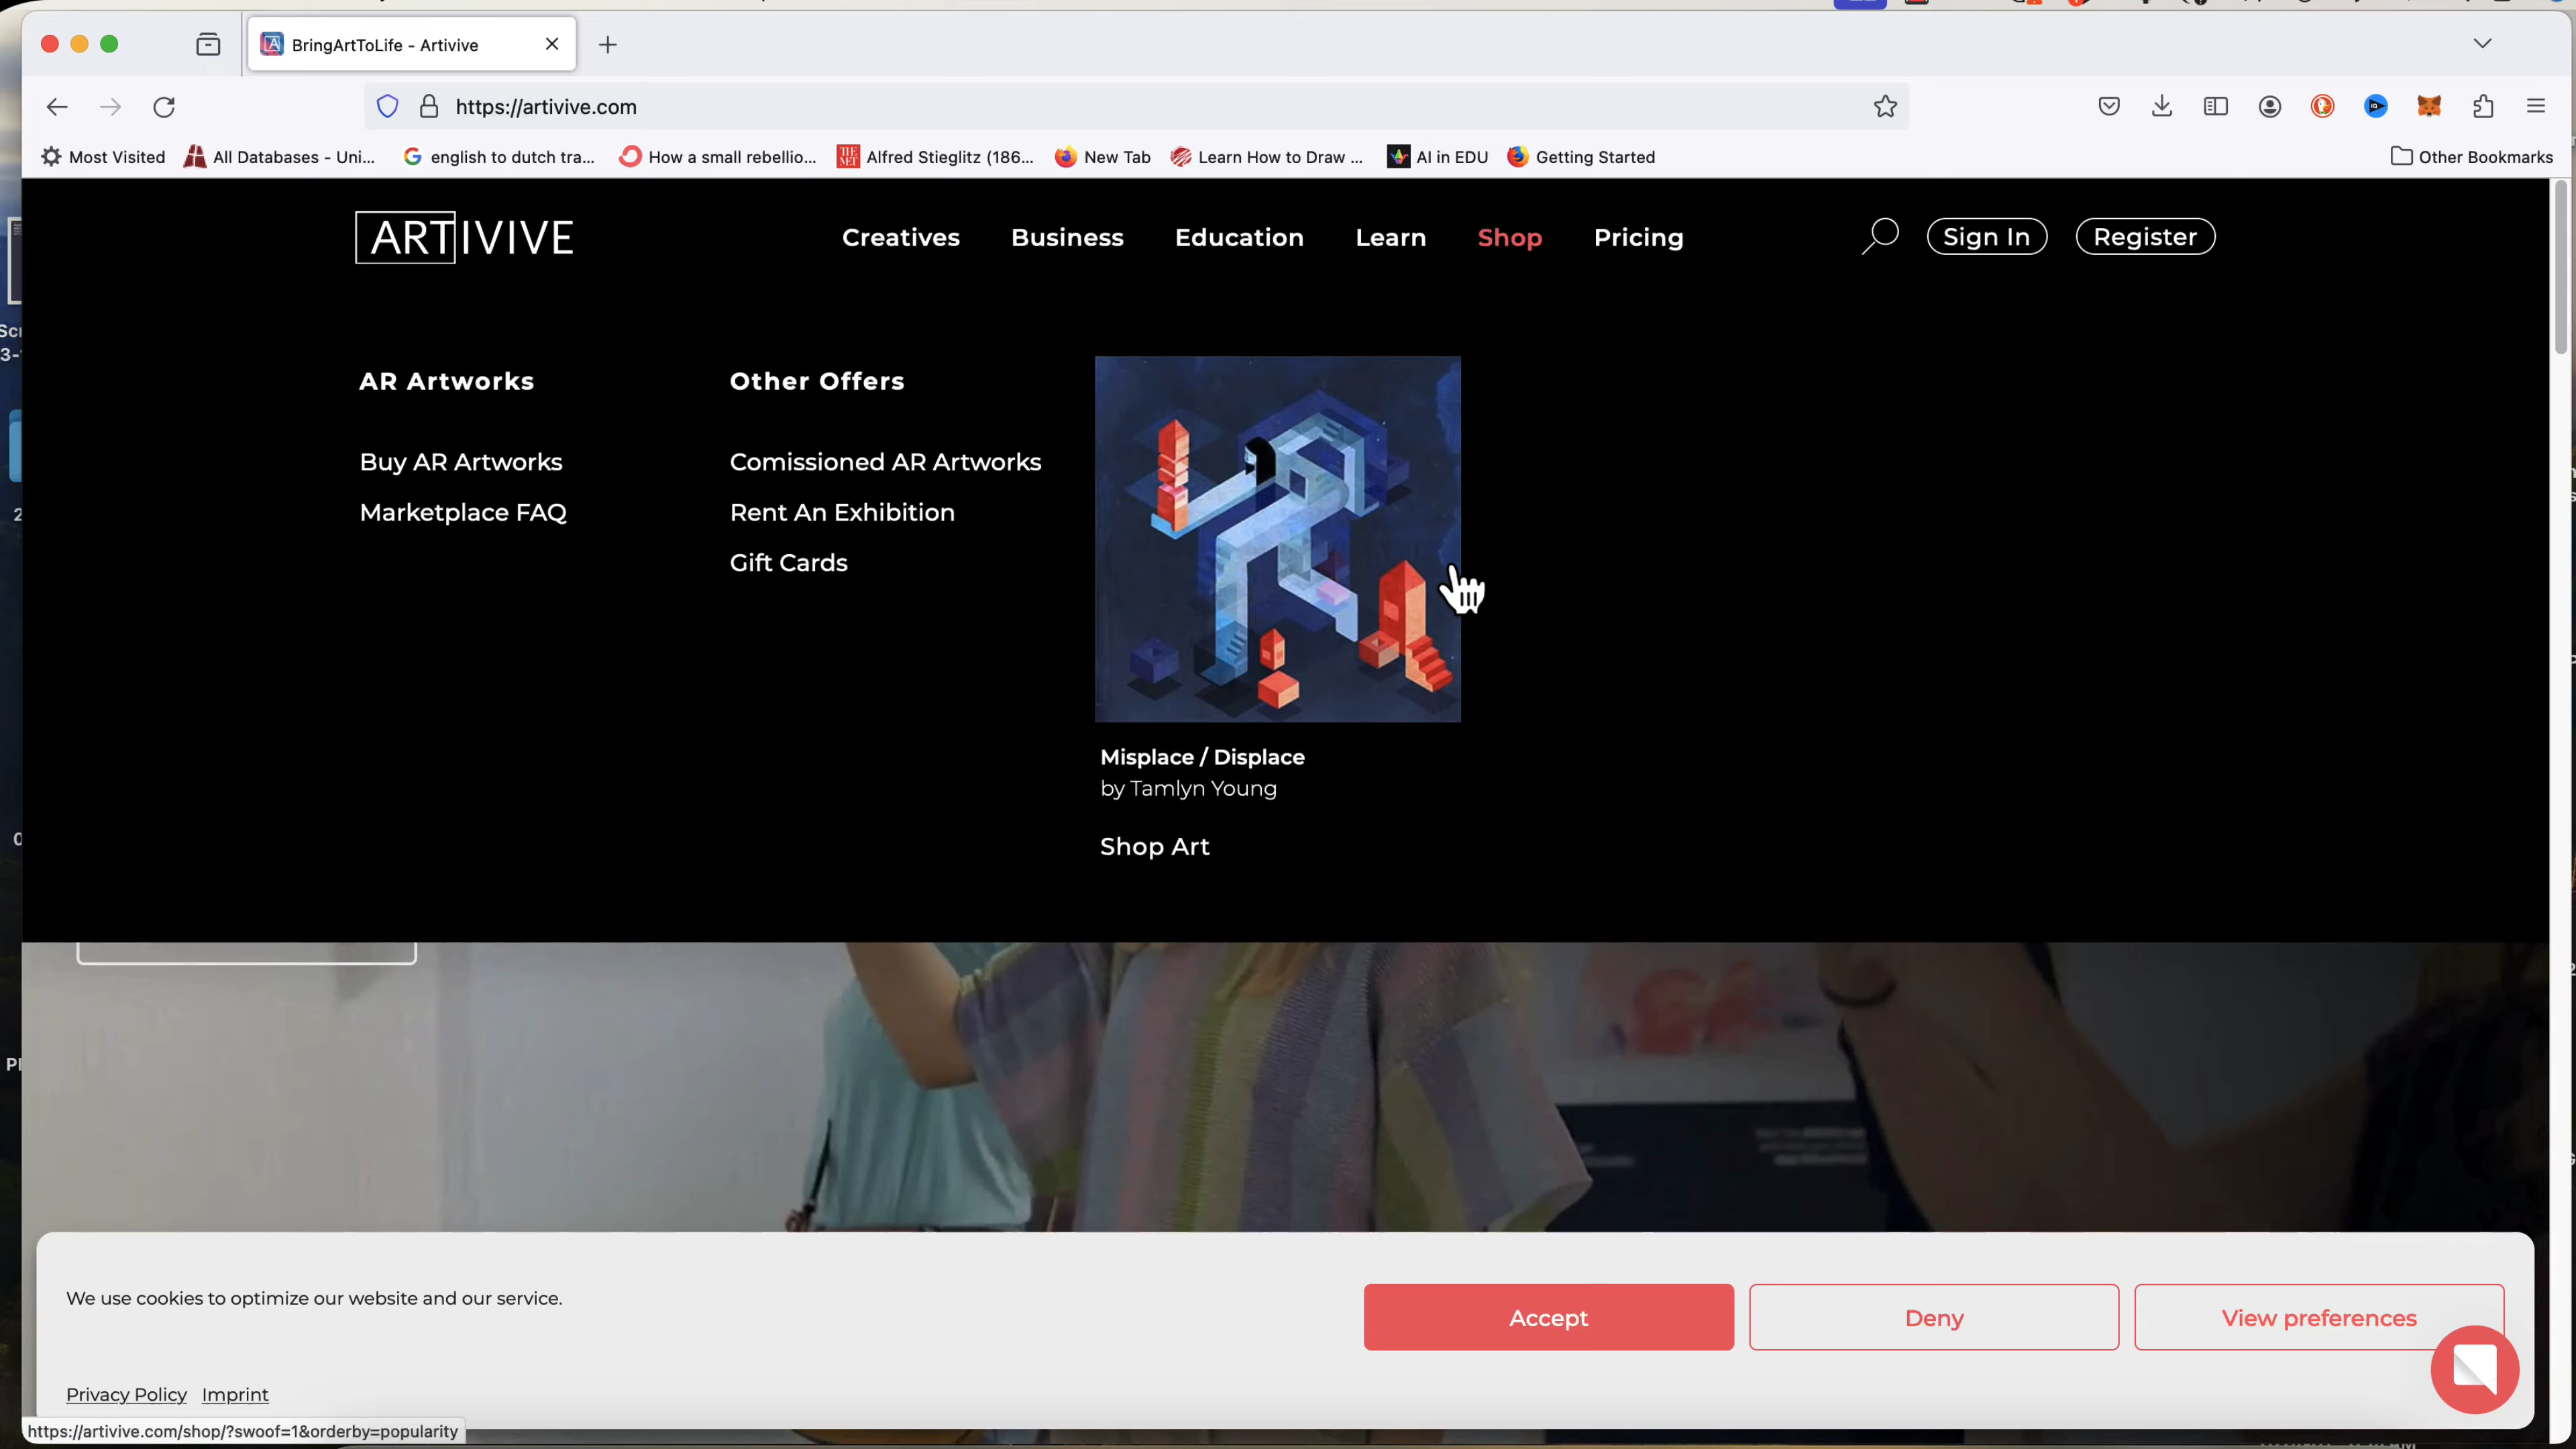 BringArtToLife - Artivive
https://artivive.com
Most Visited
All Databases - Uni...
english to dutch tra...
How a small rebellio...
THE MET
Alfred Stieglitz (186...
New Tab
Learn How to Draw ...
AI in EDU
Getting Started
Other Bookmarks
ARTIVIVE
Creatives
Business
Education
Learn
Shop
Pricing
Sign In
Register
AR Artworks
Buy AR Artworks
Marketplace FAQ
Other Offers
Comissioned AR Artworks
Rent An Exhibition
Gift Cards
Misplace / Displace
by Tamlyn Young
Shop Art
We use cookies to optimize our website and our service.
Accept
Deny
View preferences
Privacy Policy
Imprint
https://artivive.com/shop/?swoof=1&orderby=popularity